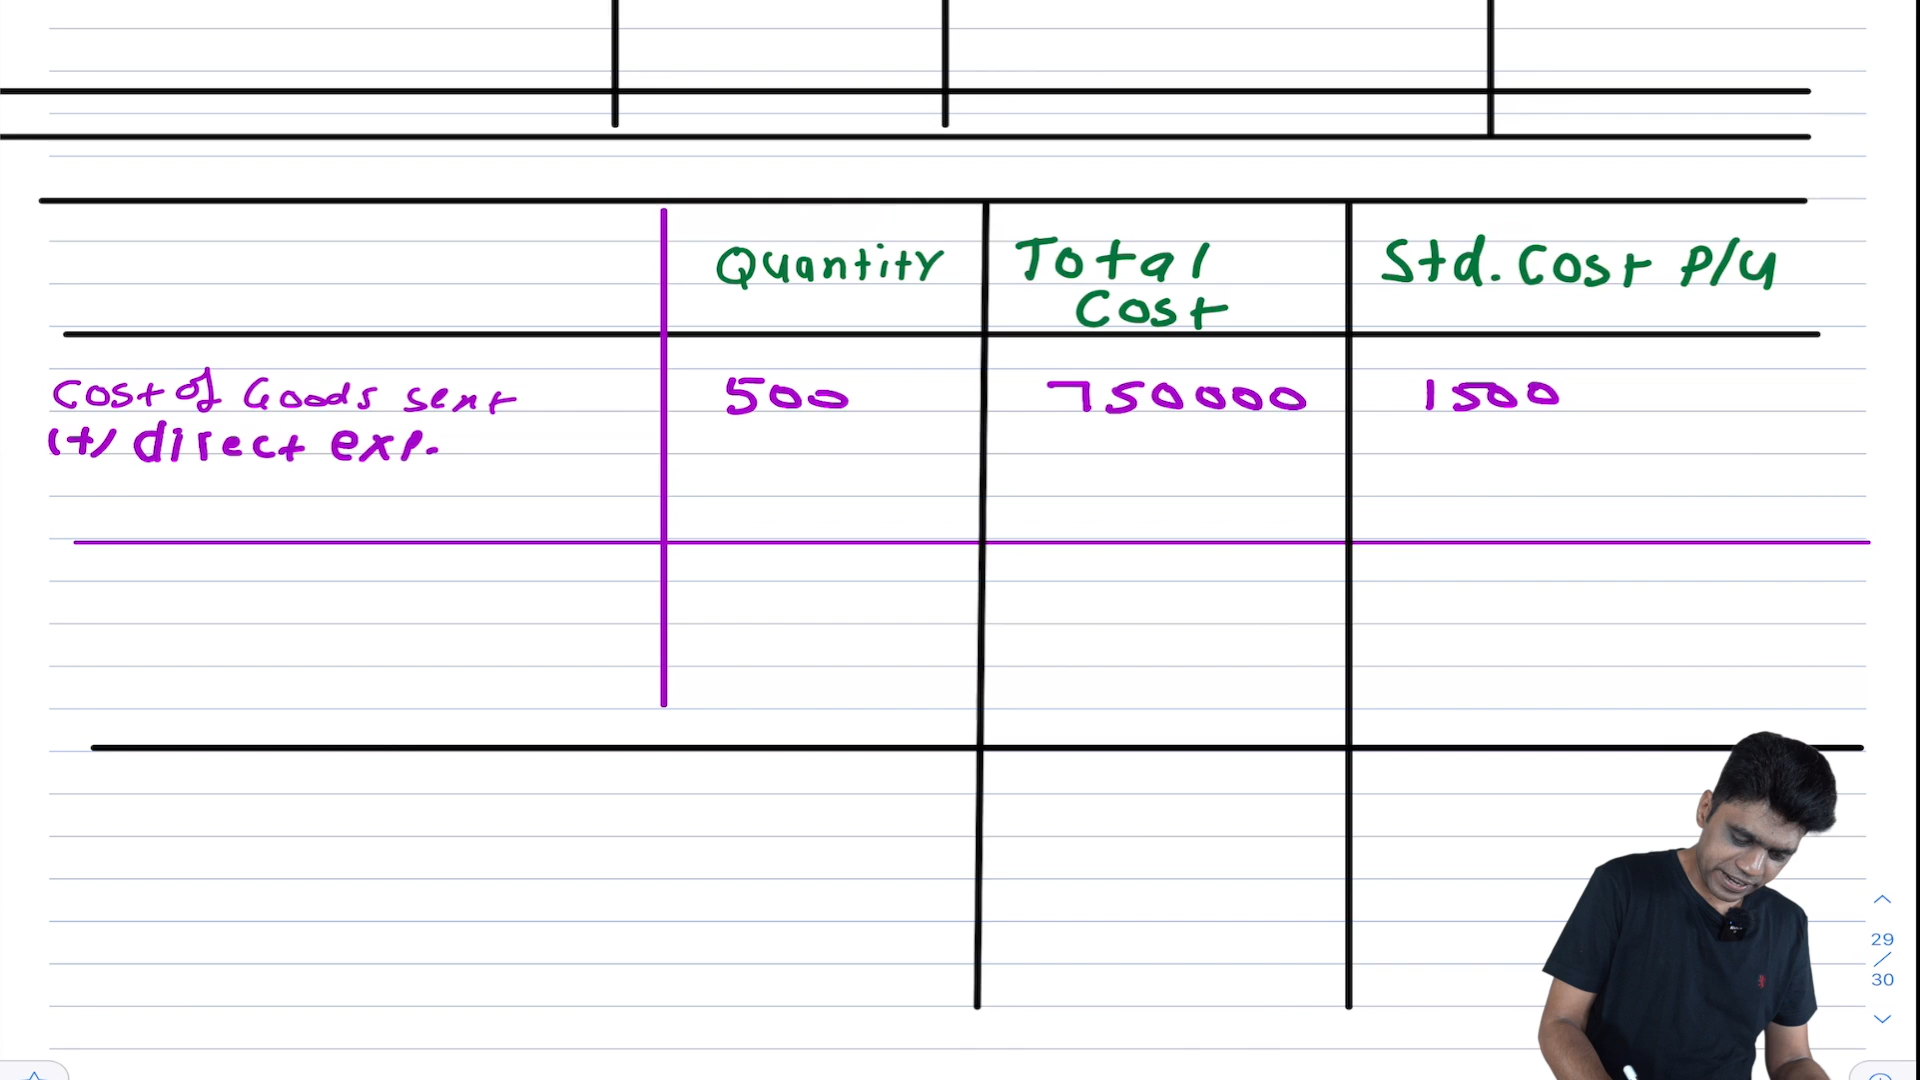 Quantity Total Cost Std. Cost P/U
Cost of Goods sent 500 750000 1500
(+) direct exp.
29
/
30